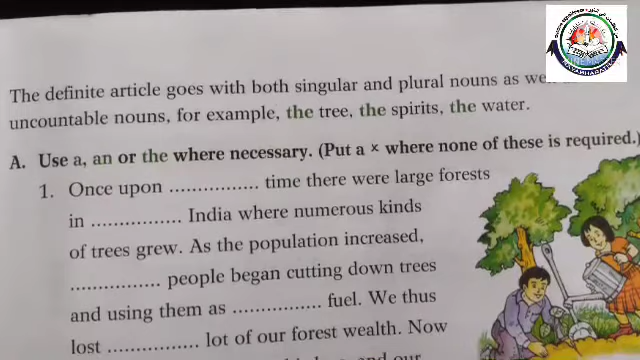 The definite article goes with both singular and plural nouns as well
uncountable nouns, for example, the tree, the spirits, the water.
A. Use a, an or the where necessary. (Put a × where none of these is required.)
1. Once upon ................ time there were large forests
in ................ India where numerous kinds
of trees grew. As the population increased,
................ people began cutting down trees
and using them as ................ fuel. We thus
lost ................ lot of our forest wealth. Now
and our